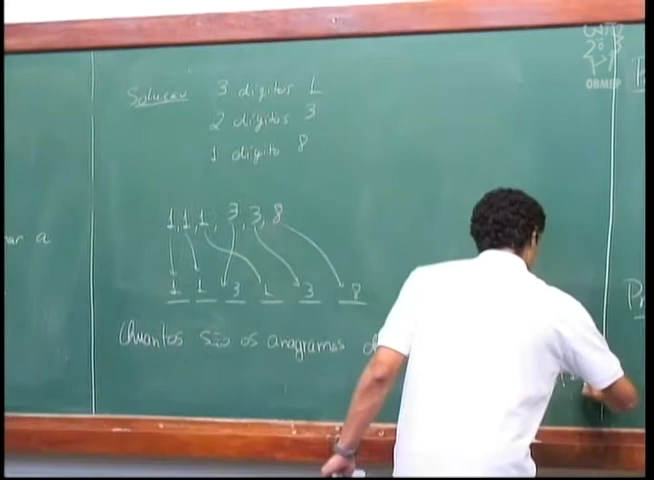 Solução 3 dígitos 1
2 dígitos 3
1 dígito 8
1, 1, 1, 3, 3, 8
1 1 3 1 3 8
Quantos são os anagramas
OBMEP